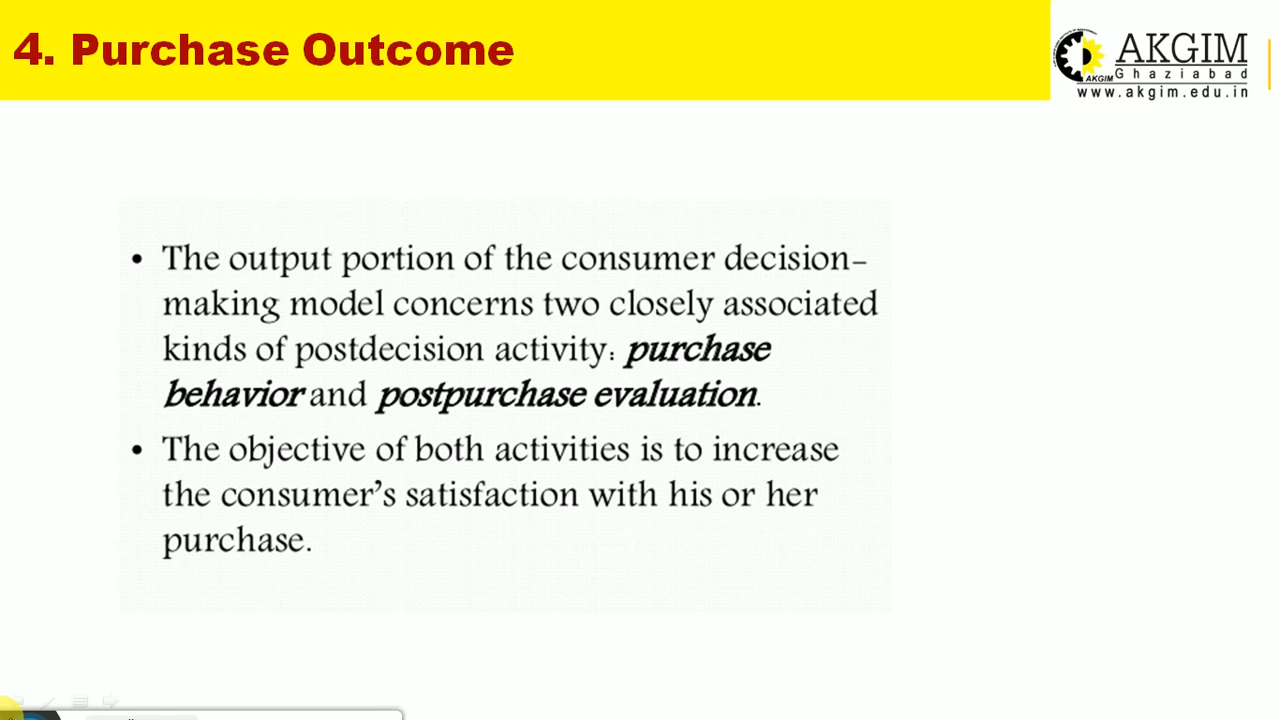 4. Purchase Outcome
AKGIM
Ghaziabad
AKGIM
www.akgim.edu.in
• The output portion of the consumer decision-
making model concerns two closely associated
kinds of postdecision activity: purchase
behavior and postpurchase evaluation.
• The objective of both activities is to increase
the consumer's satisfaction with his or her
purchase.